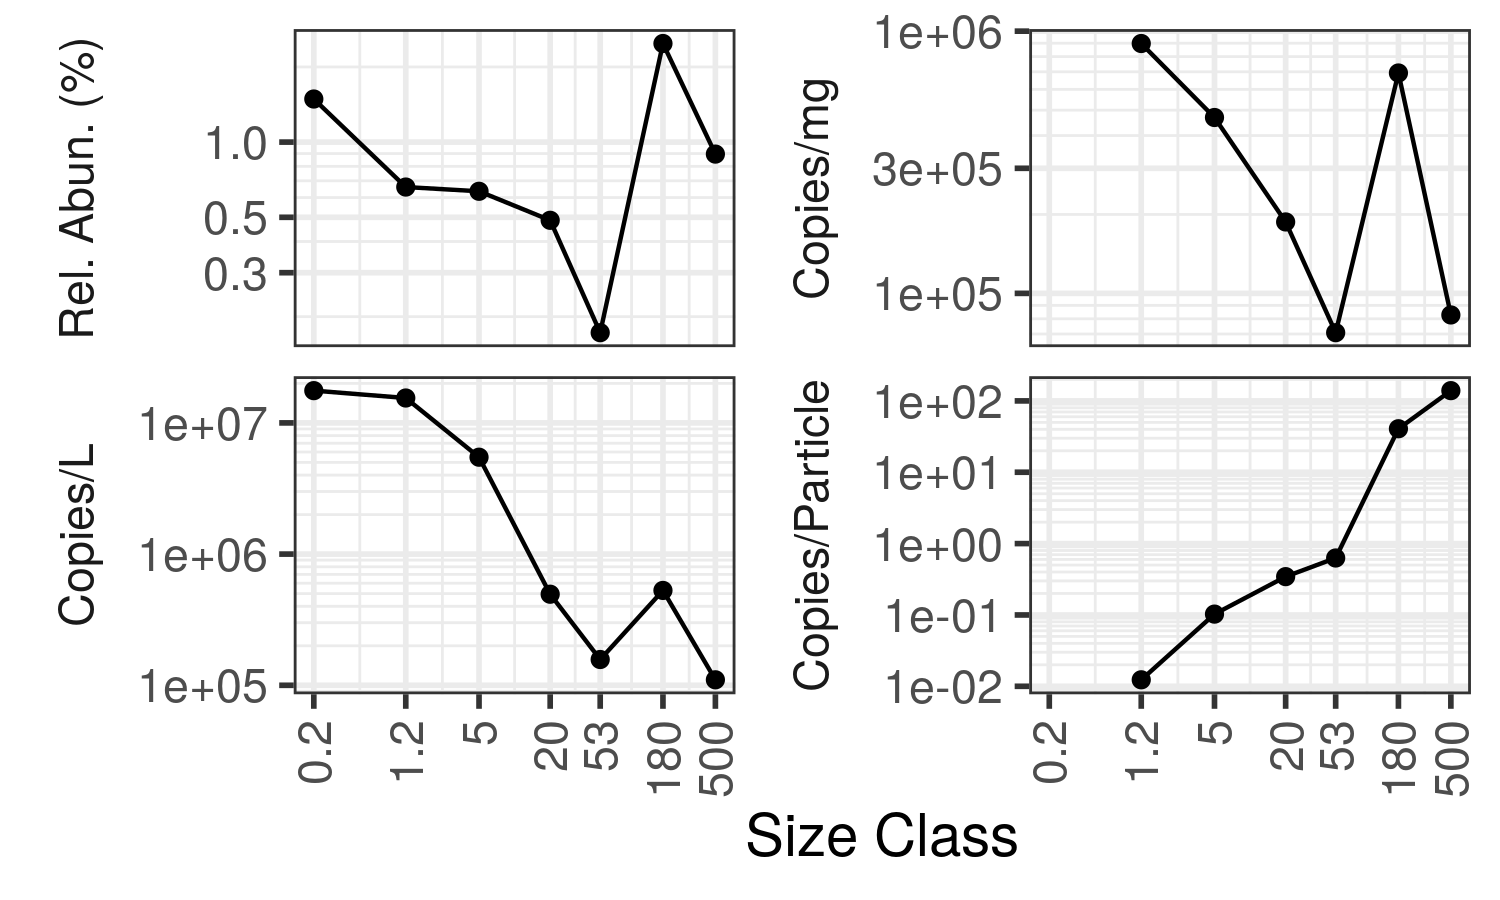 Rel. Abun. (%)
1.0
0.5
0.3
Copies/mg
1e+06
3e+05
1e+05
Copies/L
1e+07
1e+06
1e+05
Copies/Particle
1e+02
1e+01
1e+00
1e-01
1e-02
0.2 1.2 5 20 53 180 500
0.2 1.2 5 20 53 180 500
Size Class